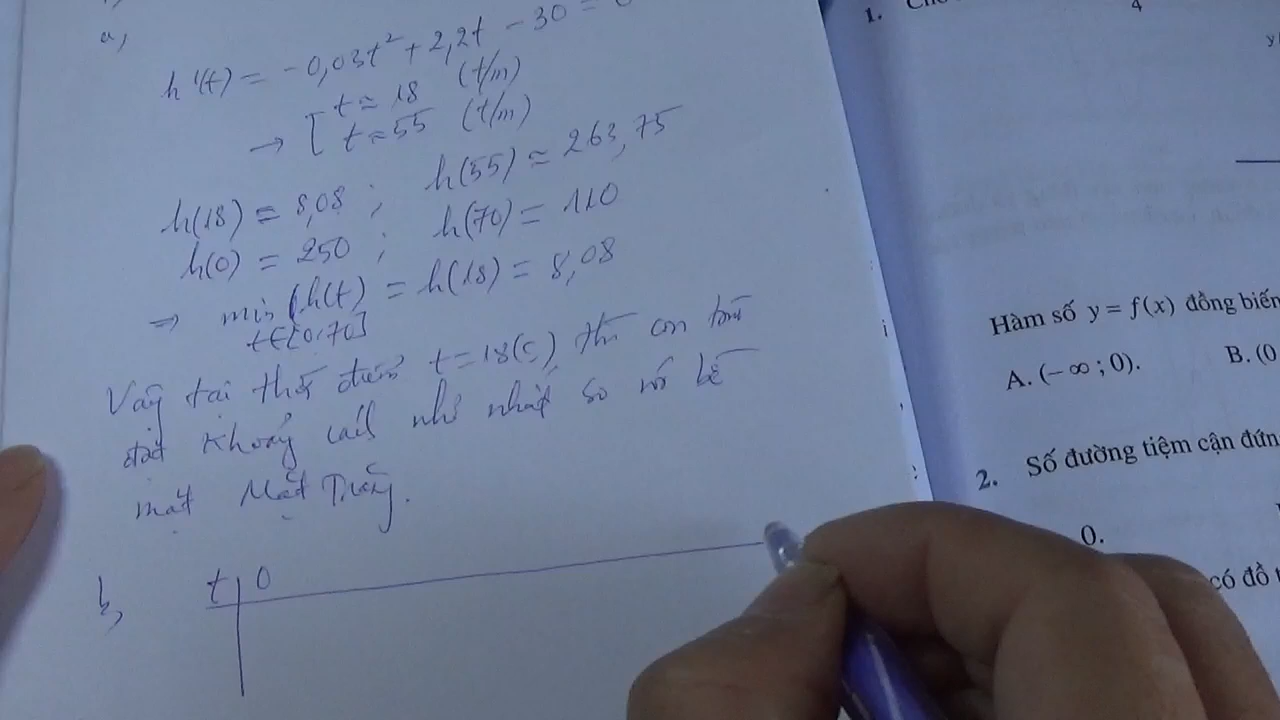 a,
h'(t) = -0,03t² + 2,2t - 30 = 0
→ [ t ≈ 18 (t/m)
t ≈ 55 (t/m)
h(18) = 8,08 ; h(55) ≈ 263,75
h(0) = 250 ; h(70) = 110
⇒ min h(t) = h(18) = 8,08
t∈[0;70]
Vậy tại thời điểm t=18(s) thì con tàu
đạt khoảng cách nhỏ nhất so với bề
mặt Mặt Trăng.
b,
t 0
1.
4
Hàm số y = f(x) đồng biến
A. (-∞ ; 0). B. (0
2. Số đường tiệm cận đứn
0.
có đồ t